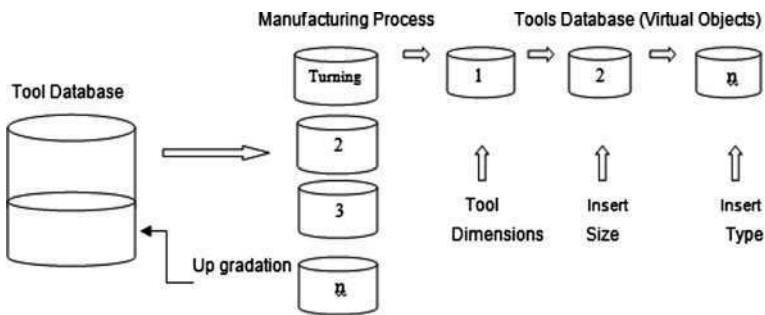 Manufacturing Process
Tools Database (Virtual Objects)
Tool Database
Turning
1
2
n
2
3
n
Up gradation
Tool
Dimensions
Insert
Size
Insert
Type